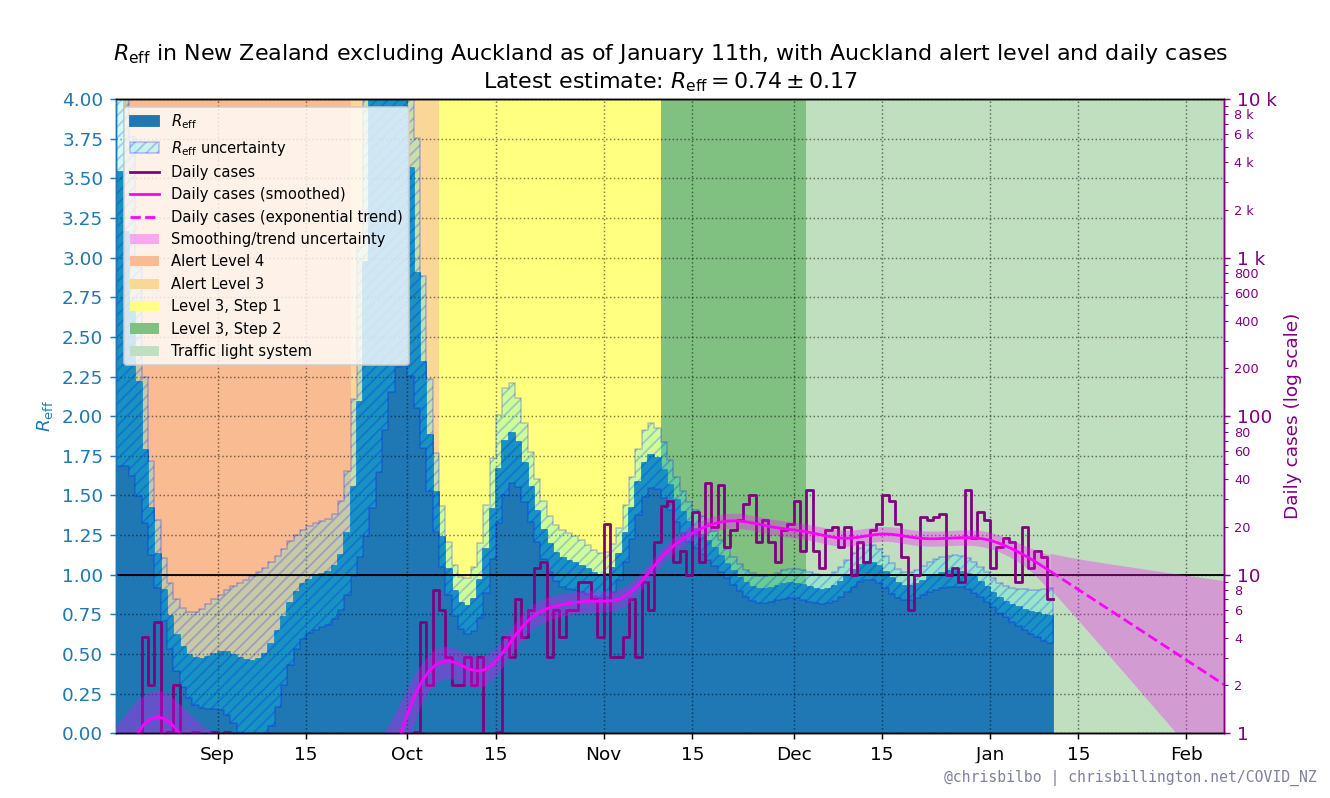 Reff in New Zealand excluding Auckland as of January 11th, with Auckland alert level and daily cases
Latest estimate: Reff = 0.74 ± 0.17
4.00
3.75
3.50
3.25
3.00
2.75
2.50
2.25
2.00
1.75
1.50
1.25
1.00
0.75
0.50
0.25
0.00
Reff
Reff
Reff uncertainty
Daily cases
Daily cases (smoothed)
Daily cases (exponential trend)
Smoothing/trend uncertainty
Alert Level 4
Alert Level 3
Level 3, Step 1
Level 3, Step 2
Traffic light system
10 k
8 k
6 k
4 k
2 k
1 k
800
600
400
200
100
80
60
40
20
10
8
6
4
2
1
Daily cases (log scale)
Sep 15 Oct 15 Nov 15 Dec 15 Jan 15 Feb
@chrisbilbo | chrisbillington.net/COVID_NZ